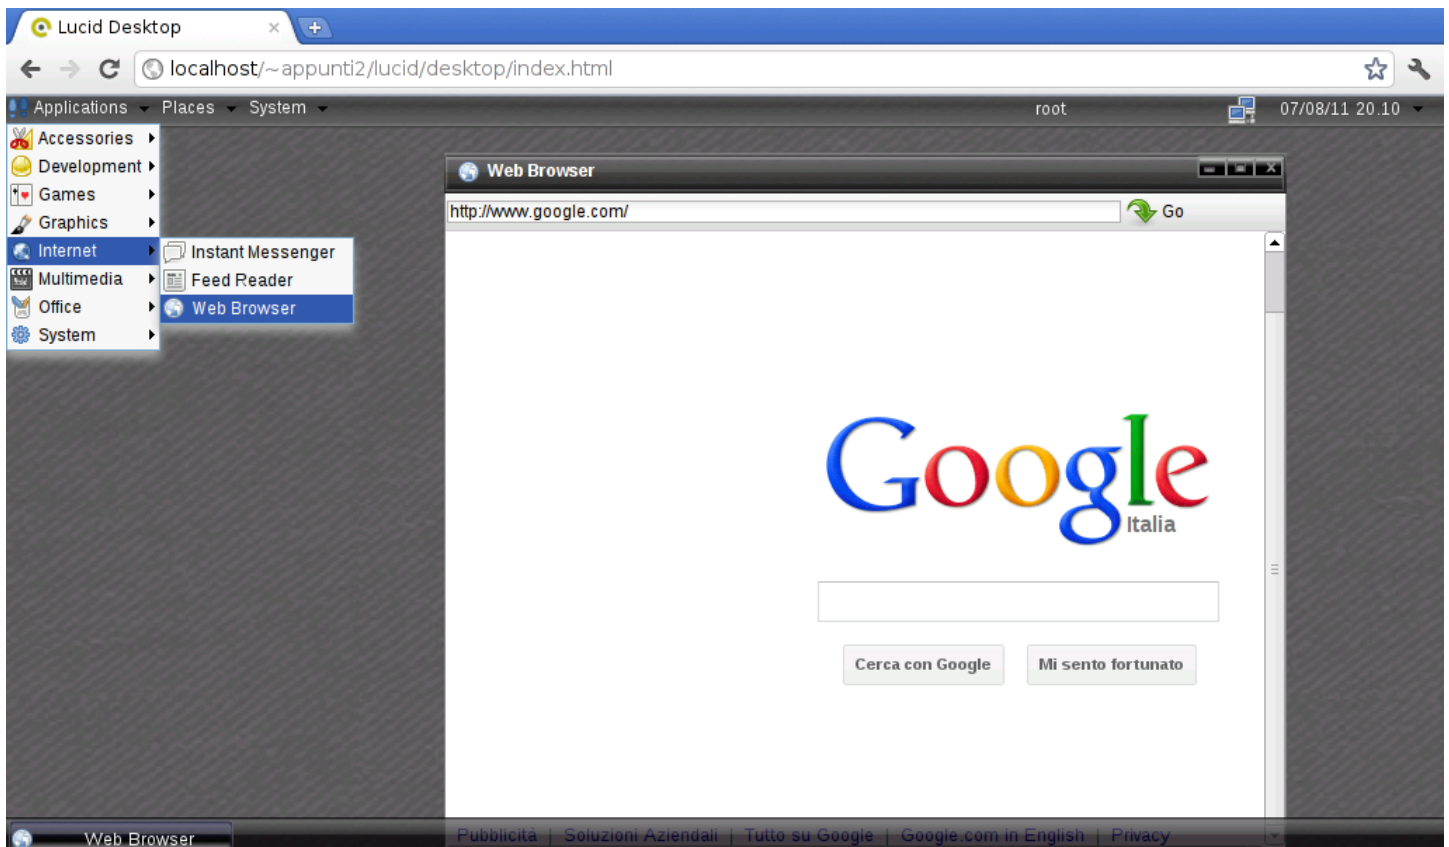 Lucid Desktop
localhost/~appunti2/lucid/desktop/index.html
Applications Places System root 07/08/11 20.10
Accessories
Development
Games
Graphics
Internet
Multimedia
Office
System
Instant Messenger
Feed Reader
Web Browser
Web Browser
http://www.google.com/ Go
Google
Italia
Cerca con Google Mi sento fortunato
Pubblicità | Soluzioni Aziendali | Tutto su Google | Google.com in English | Privacy
Web Browser